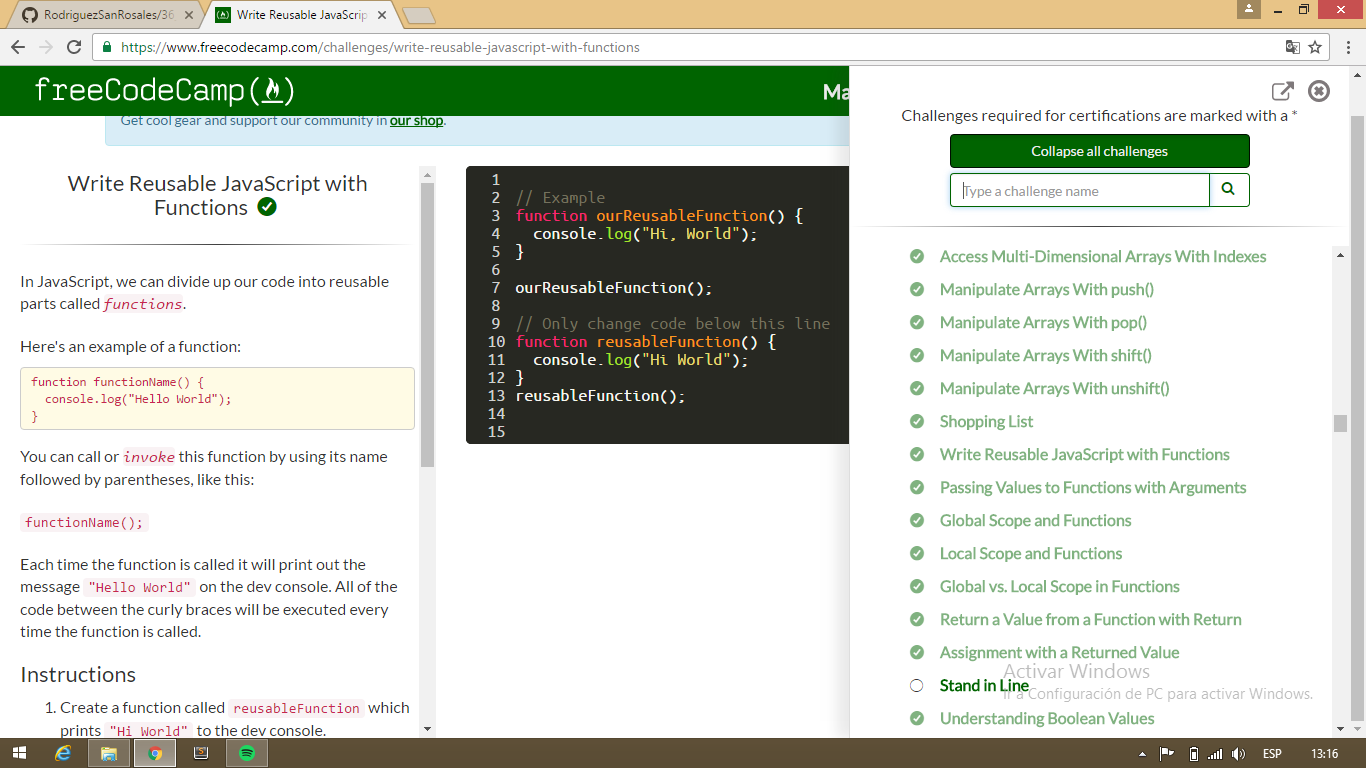 RodriguezSanRosales/36
Write Reusable JavaScrip
https://www.freecodecamp.com/challenges/write-reusable-javascript-with-functions
freeCodeCamp
Ma
Get cool gear and support our community in our shop.
Write Reusable JavaScript with
Functions
In JavaScript, we can divide up our code into reusable
parts called functions.
Here's an example of a function:
function functionName() {
  console.log("Hello World");
}
You can call or invoke this function by using its name
followed by parentheses, like this:
functionName();
Each time the function is called it will print out the
message "Hello World" on the dev console. All of the
code between the curly braces will be executed every
time the function is called.
Instructions
1. Create a function called reusableFunction which
prints "Hi World" to the dev console.
1
2 // Example
3 function ourReusableFunction() {
4   console.log("Hi, World");
5 }
6
7 ourReusableFunction();
8
9 // Only change code below this line
10 function reusableFunction() {
11   console.log("Hi World");
12 }
13 reusableFunction();
14
15
Challenges required for certifications are marked with a *
Collapse all challenges
Type a challenge name
Access Multi-Dimensional Arrays With Indexes
Manipulate Arrays With push()
Manipulate Arrays With pop()
Manipulate Arrays With shift()
Manipulate Arrays With unshift()
Shopping List
Write Reusable JavaScript with Functions
Passing Values to Functions with Arguments
Global Scope and Functions
Local Scope and Functions
Global vs. Local Scope in Functions
Return a Value from a Function with Return
Assignment with a Returned Value
Stand in Line
Understanding Boolean Values
Activar Windows
Ir a Configuración de PC para activar Windows.
ESP
13:16